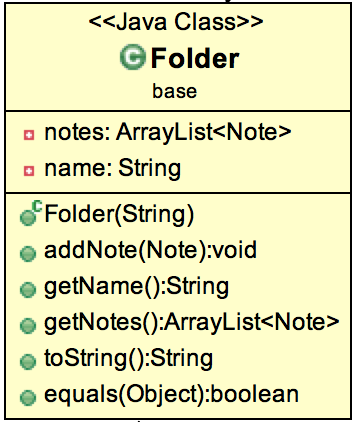 <<Java Class>>
C Folder
base
notes: ArrayList<Note>
name: String
C Folder(String)
addNote(Note):void
getName():String
getNotes():ArrayList<Note>
toString():String
equals(Object):boolean